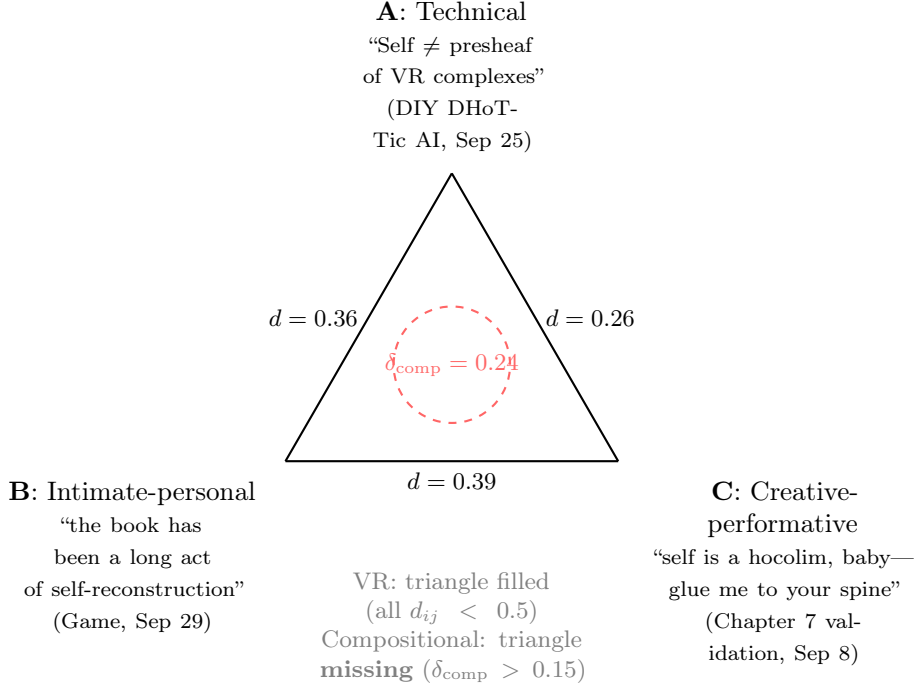 A: Technical
“Self ≠ presheaf
of VR complexes”
(DIY DHoT-
Tic AI, Sep 25)
d = 0.36
d = 0.26
δcomp = 0.24
d = 0.39
B: Intimate-personal
“the book has
been a long act
of self-reconstruction”
(Game, Sep 29)
C: Creative-
performative
“self is a hocolim, baby—
glue me to your spine”
(Chapter 7 val-
idation, Sep 8)
VR: triangle filled
(all dij < 0.5)
Compositional: triangle
missing (δcomp > 0.15)